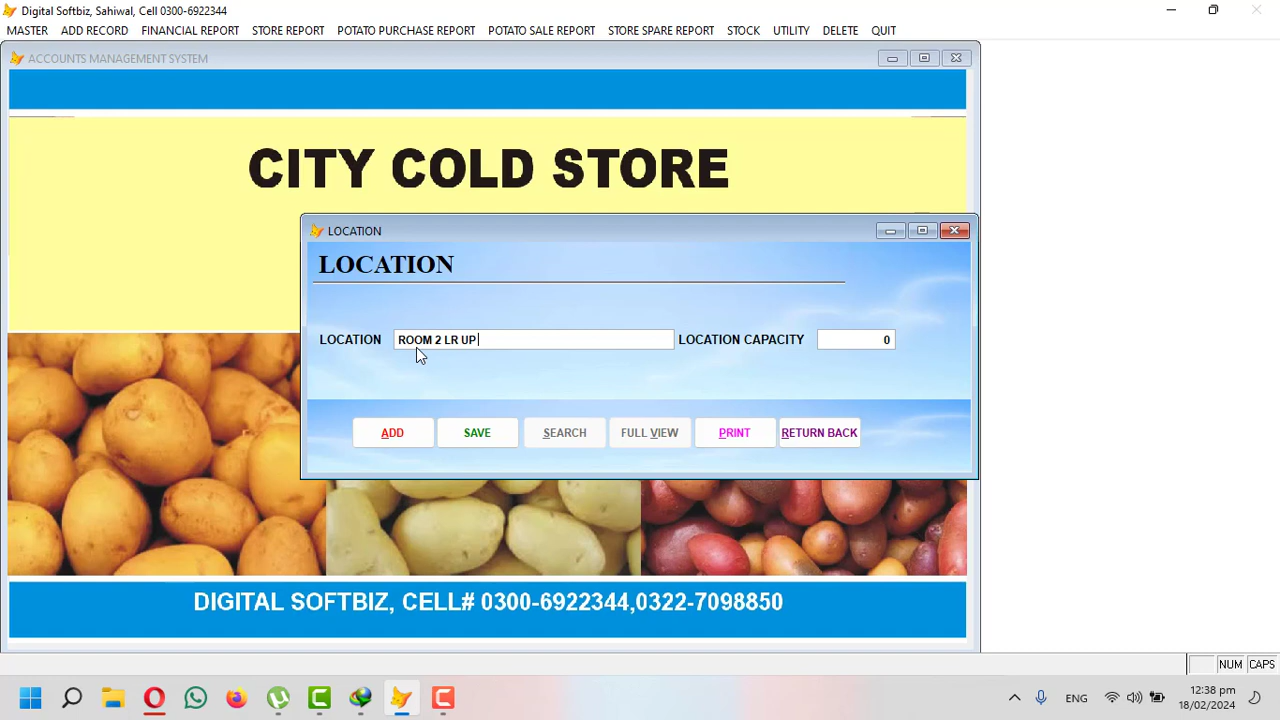 Digital Softbiz, Sahiwal, Cell 0300-6922344
MASTER ADD RECORD FINANCIAL REPORT STORE REPORT POTATO PURCHASE REPORT POTATO SALE REPORT STORE SPARE REPORT STOCK UTILITY DELETE QUIT
ACCOUNTS MANAGEMENT SYSTEM
CITY COLD STORE
LOCATION
LOCATION
LOCATION ROOM 2 LR UP LOCATION CAPACITY 0
ADD SAVE SEARCH FULL VIEW PRINT RETURN BACK
DIGITAL SOFTBIZ, CELL# 0300-6922344,0322-7098850
NUM CAPS
ENG 12:38 pm
18/02/2024